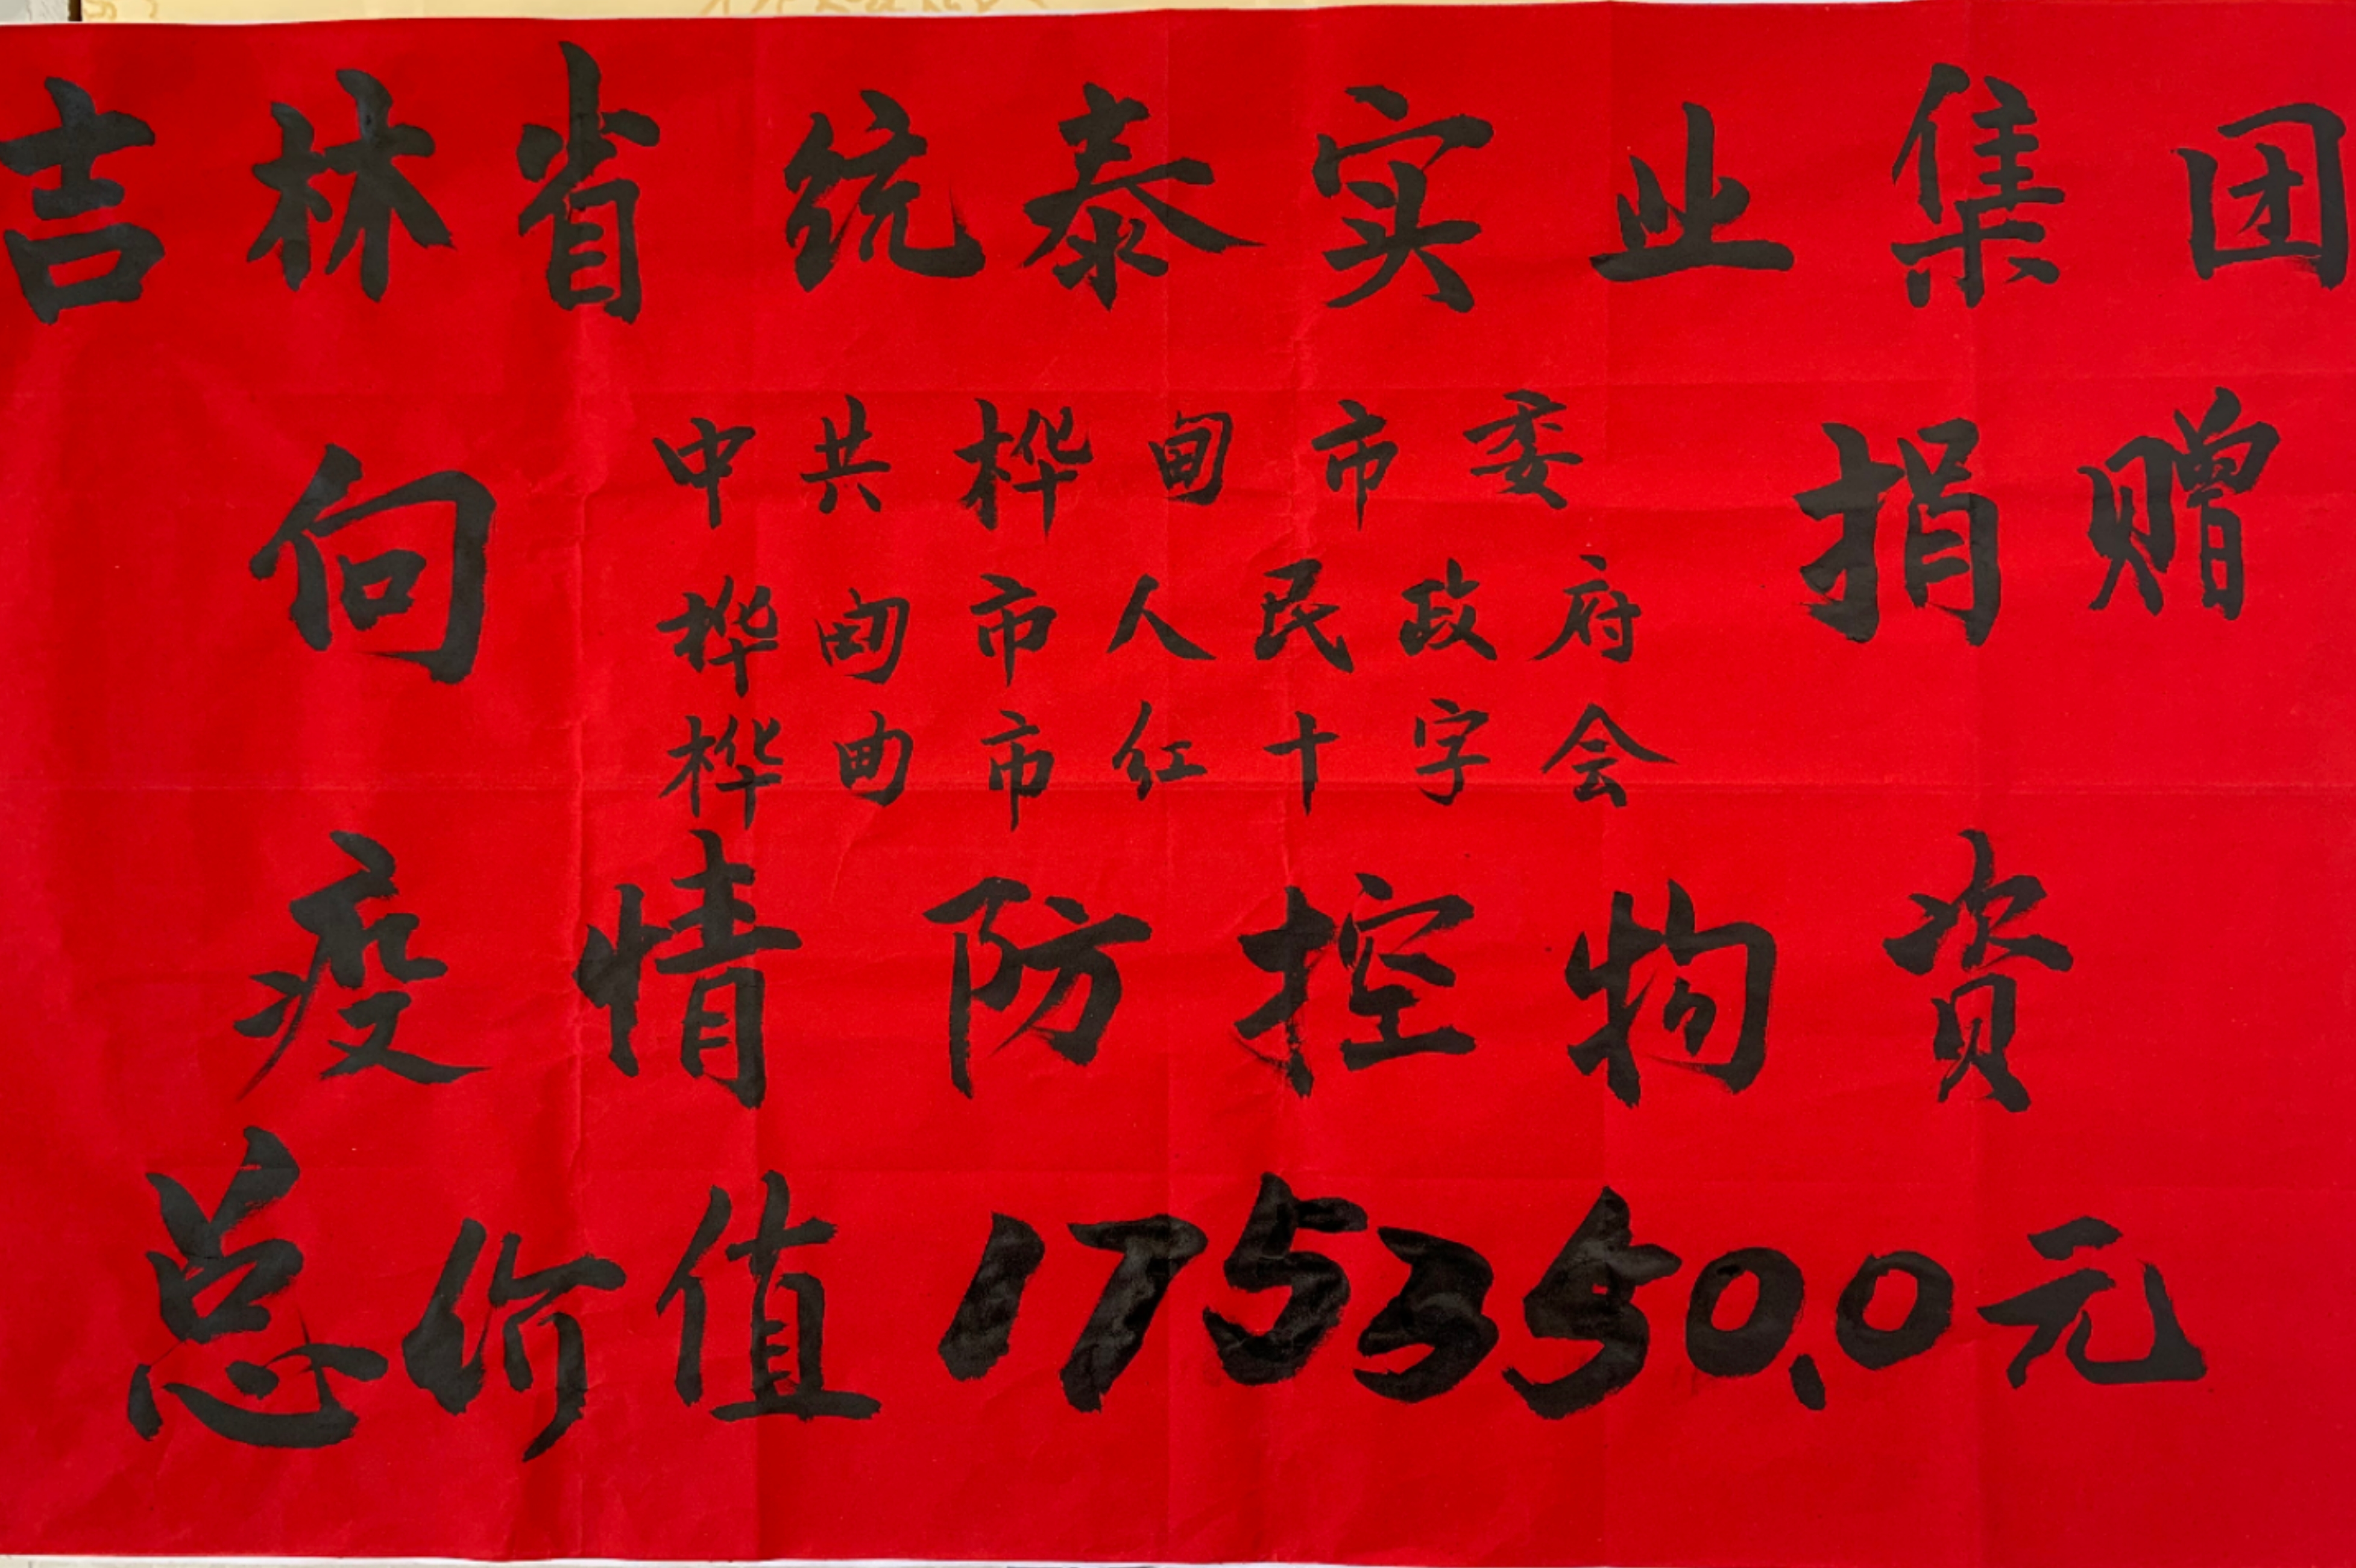 吉林省统泰实业集团
向
中共桦甸市委
桦甸市人民政府
桦甸市红十字会
捐赠
疫情防控物资
总价值175350.0元